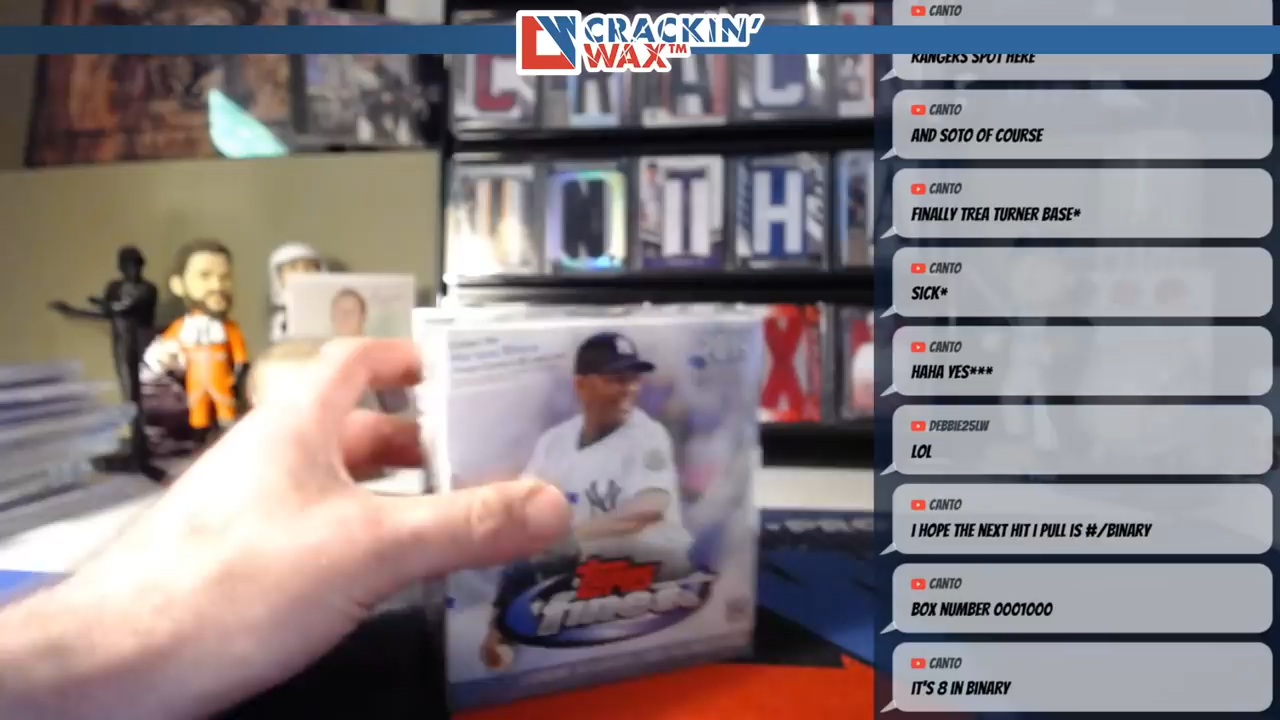 CRACKIN'
WAX™
C
A
C
N
T
H
X
NY
Topps
finest
CANTO
RANGERS SPOT HERE
CANTO
AND SOTO OF COURSE
CANTO
FINALLY TREA TURNER BASE*
CANTO
SICK*
CANTO
HAHA YES***
DEBBIE25LW
LOL
CANTO
I HOPE THE NEXT HIT I PULL IS #/BINARY
CANTO
BOX NUMBER 0001000
CANTO
IT'S 8 IN BINARY